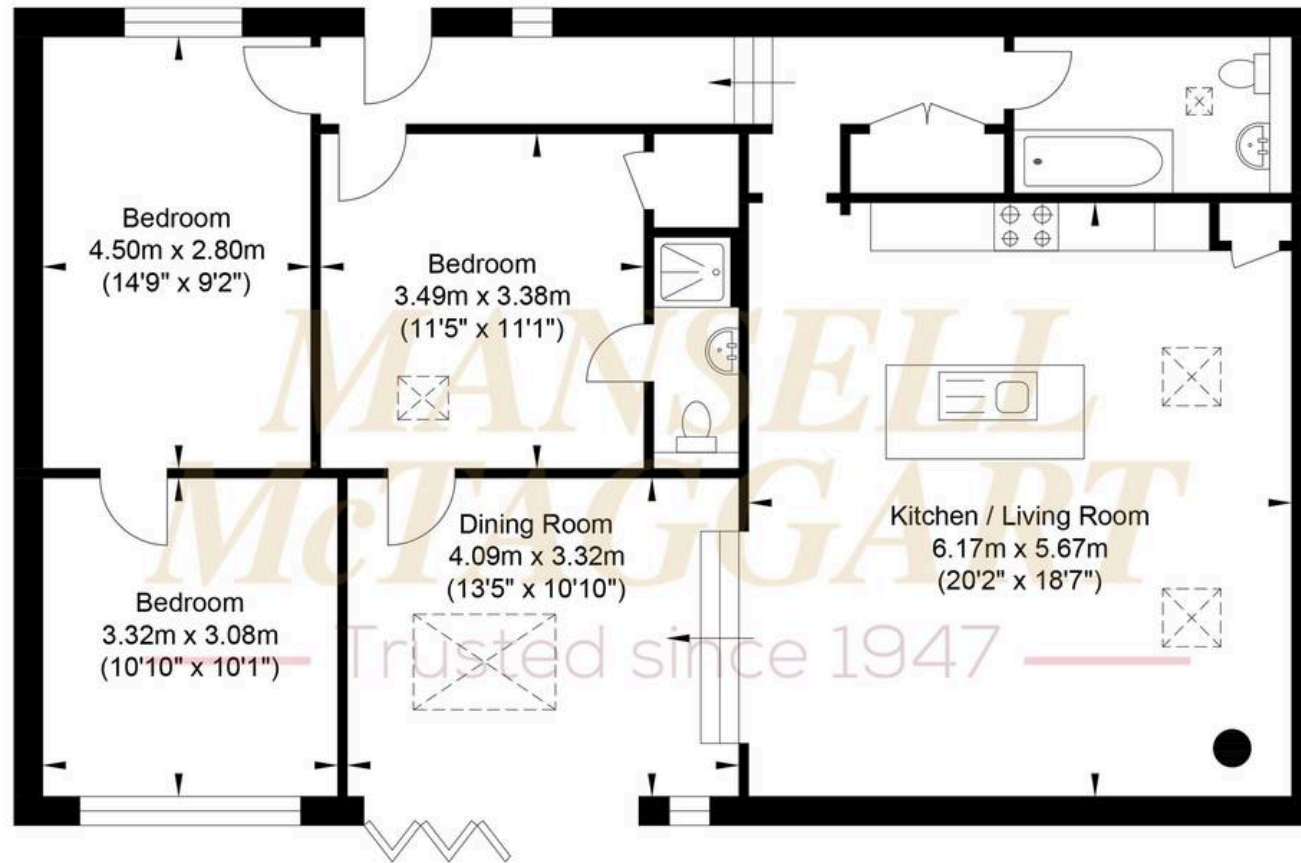 Bedroom
4.50m x 2.80m
(14'9" x 9'2")
Bedroom
3.49m x 3.38m
(11'5" x 11'1")
MANSELL
McTAGGART
Trusted since 1947
Dining Room
4.09m x 3.32m
(13'5" x 10'10")
Kitchen / Living Room
6.17m x 5.67m
(20'2" x 18'7")
Bedroom
3.32m x 3.08m
(10'10" x 10'1")